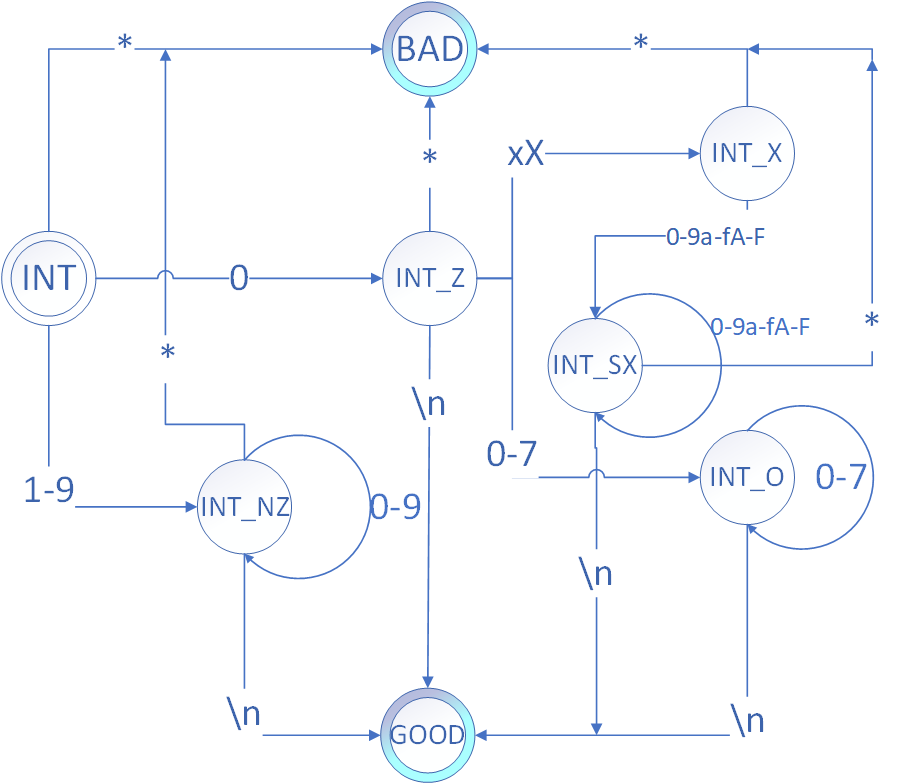 *
BAD
*
*
xX
INT_X
0-9a-fA-F
INT
0
INT_Z
*
0-9a-fA-F
*
INT_SX
\n
0-7
INT_O
0-7
1-9
INT_NZ
0-9
\n
\n
\n
GOOD